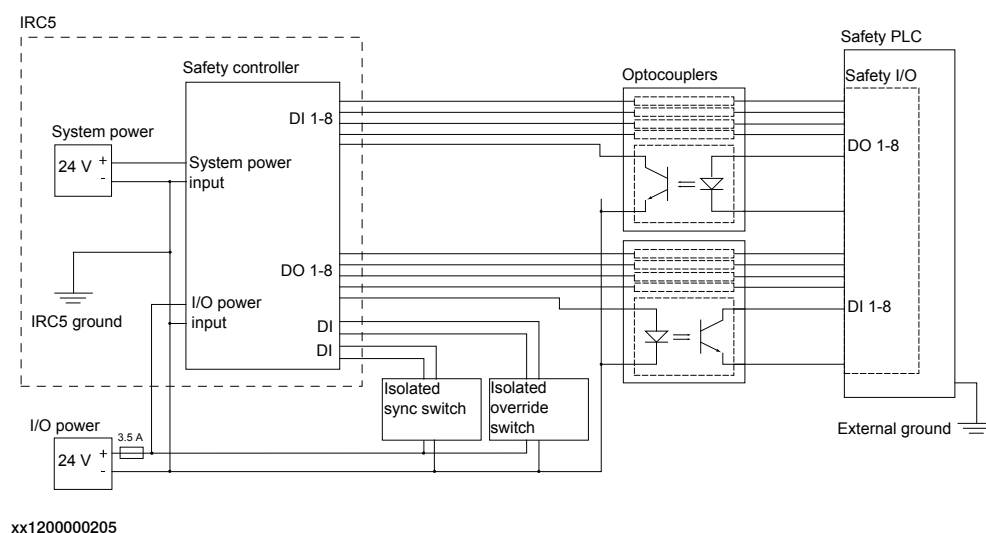 IRC5
Safety PLC
Safety controller
Optocouplers
Safety I/O
DI 1-8
System power
DO 1-8
24 V + -
System power
input
DO 1-8
I/O power
input
IRC5 ground
DI 1-8
DI
DI
Isolated
sync switch
Isolated
override
switch
I/O power
3.5 A
24 V + -
External ground
xx1200000205